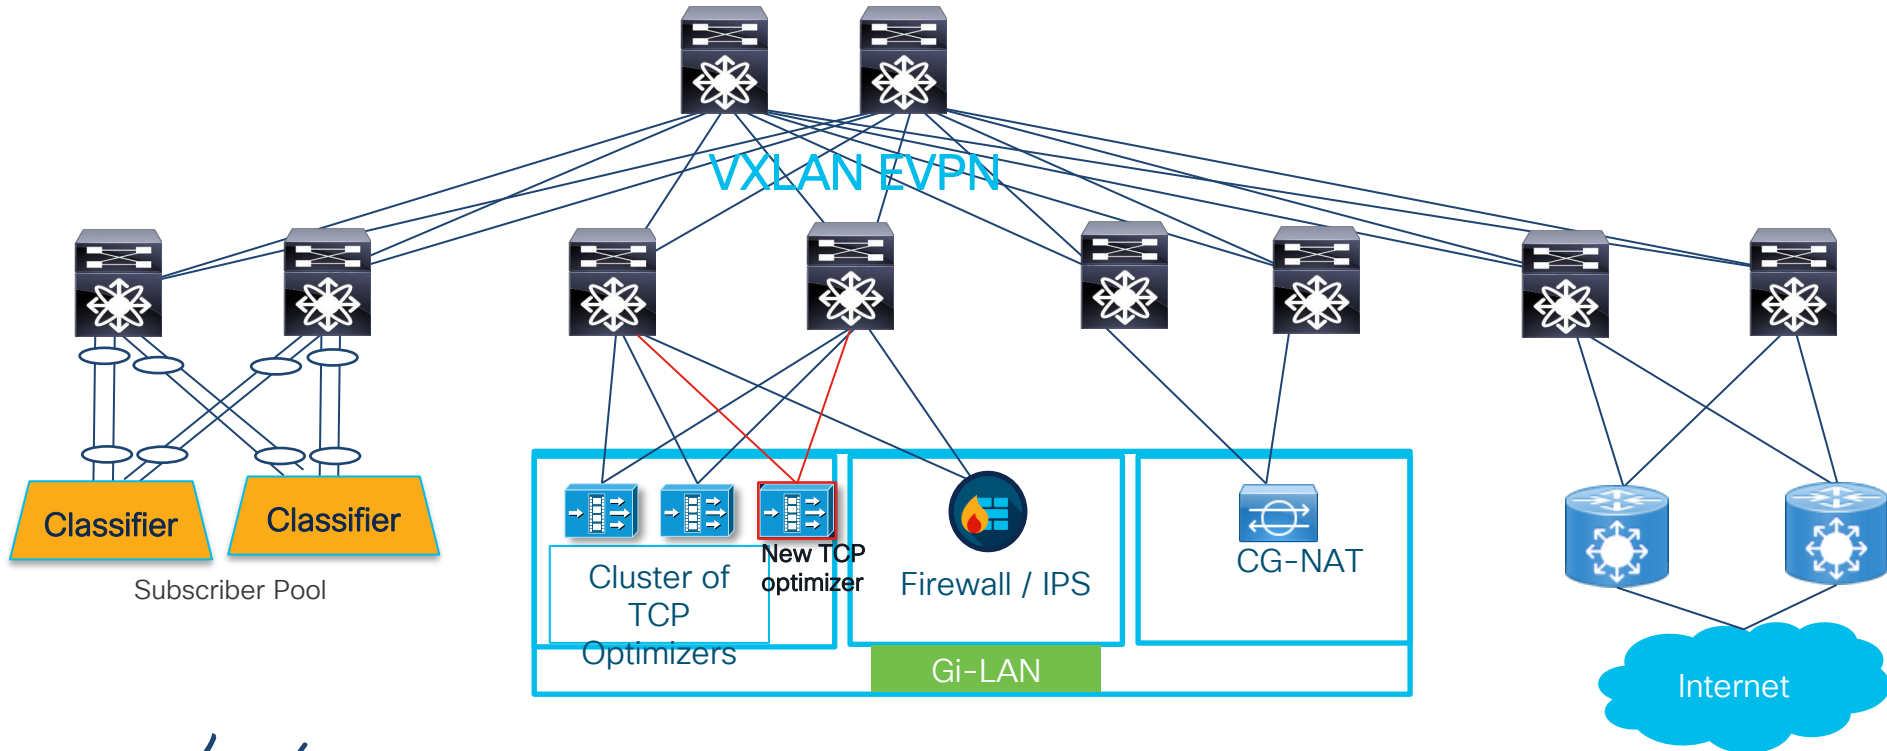 VXLAN EVPN
Classifier
Classifier
Subscriber Pool
New TCP
optimizer
Cluster of
TCP
Optimizers
Firewall / IPS
CG-NAT
Gi-LAN
Internet